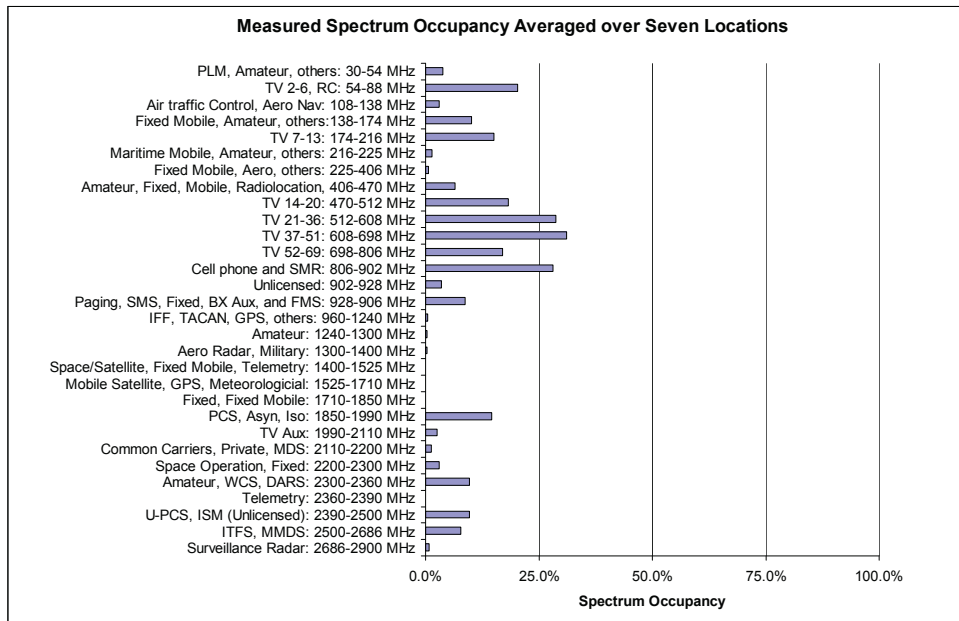 Measured Spectrum Occupancy Averaged over Seven Locations
PLM, Amateur, others: 30-54 MHz
TV 2-6, RC: 54-88 MHz
Air traffic Control, Aero Nav: 108-138 MHz
Fixed Mobile, Amateur, others:138-174 MHz
TV 7-13: 174-216 MHz
Maritime Mobile, Amateur, others: 216-225 MHz
Fixed Mobile, Aero, others: 225-406 MHz
Amateur, Fixed, Mobile, Radiolocation, 406-470 MHz
TV 14-20: 470-512 MHz
TV 21-36: 512-608 MHz
TV 37-51: 608-698 MHz
TV 52-69: 698-806 MHz
Cell phone and SMR: 806-902 MHz
Unlicensed: 902-928 MHz
Paging, SMS, Fixed, BX Aux, and FMS: 928-906 MHz
IFF, TACAN, GPS, others: 960-1240 MHz
Amateur: 1240-1300 MHz
Aero Radar, Military: 1300-1400 MHz
Space/Satellite, Fixed Mobile, Telemetry: 1400-1525 MHz
Mobile Satellite, GPS, Meteorologicial: 1525-1710 MHz
Fixed, Fixed Mobile: 1710-1850 MHz
PCS, Asyn, Iso: 1850-1990 MHz
TV Aux: 1990-2110 MHz
Common Carriers, Private, MDS: 2110-2200 MHz
Space Operation, Fixed: 2200-2300 MHz
Amateur, WCS, DARS: 2300-2360 MHz
Telemetry: 2360-2390 MHz
U-PCS, ISM (Unlicensed): 2390-2500 MHz
ITFS, MMDS: 2500-2686 MHz
Surveillance Radar: 2686-2900 MHz
0.0% 25.0% 50.0% 75.0% 100.0%
Spectrum Occupancy